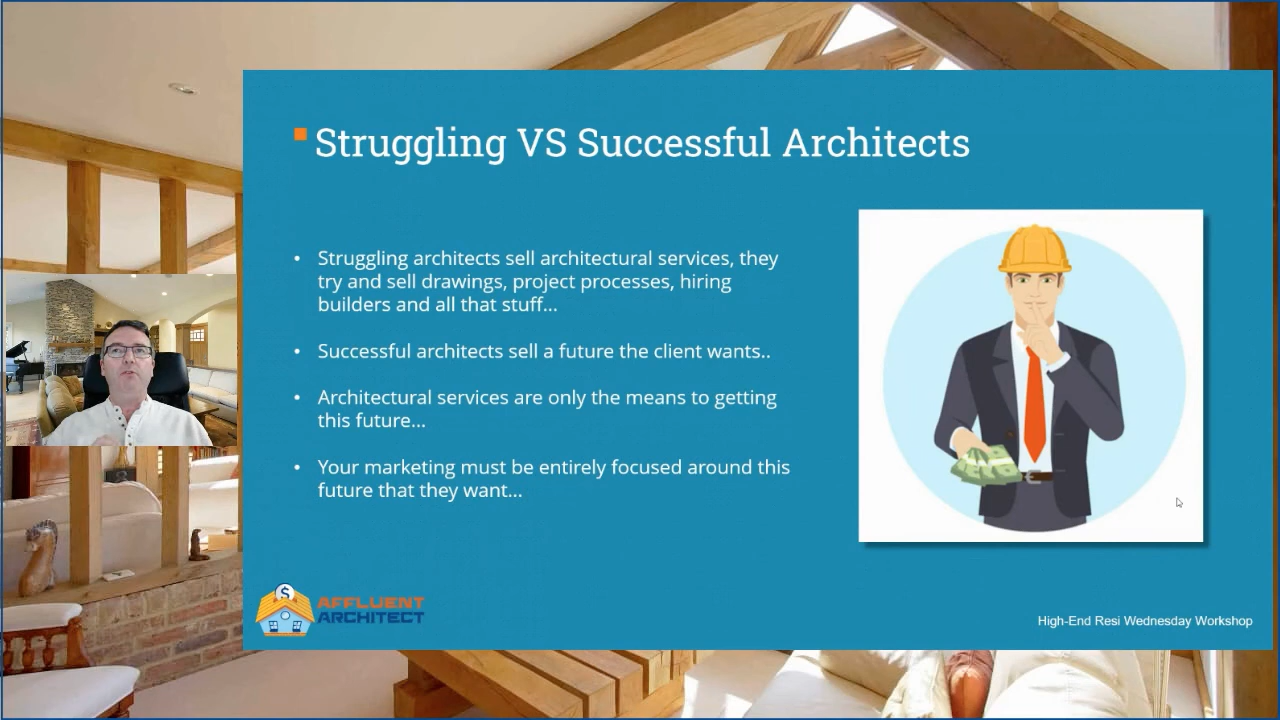 Struggling VS Successful Architects
• Struggling architects sell architectural services, they
try and sell drawings, project processes, hiring
builders and all that stuff...
• Successful architects sell a future the client wants..
• Architectural services are only the means to getting
this future...
• Your marketing must be entirely focused around this
future that they want...
$
AFFLUENT
ARCHITECT
High-End Resi Wednesday Workshop